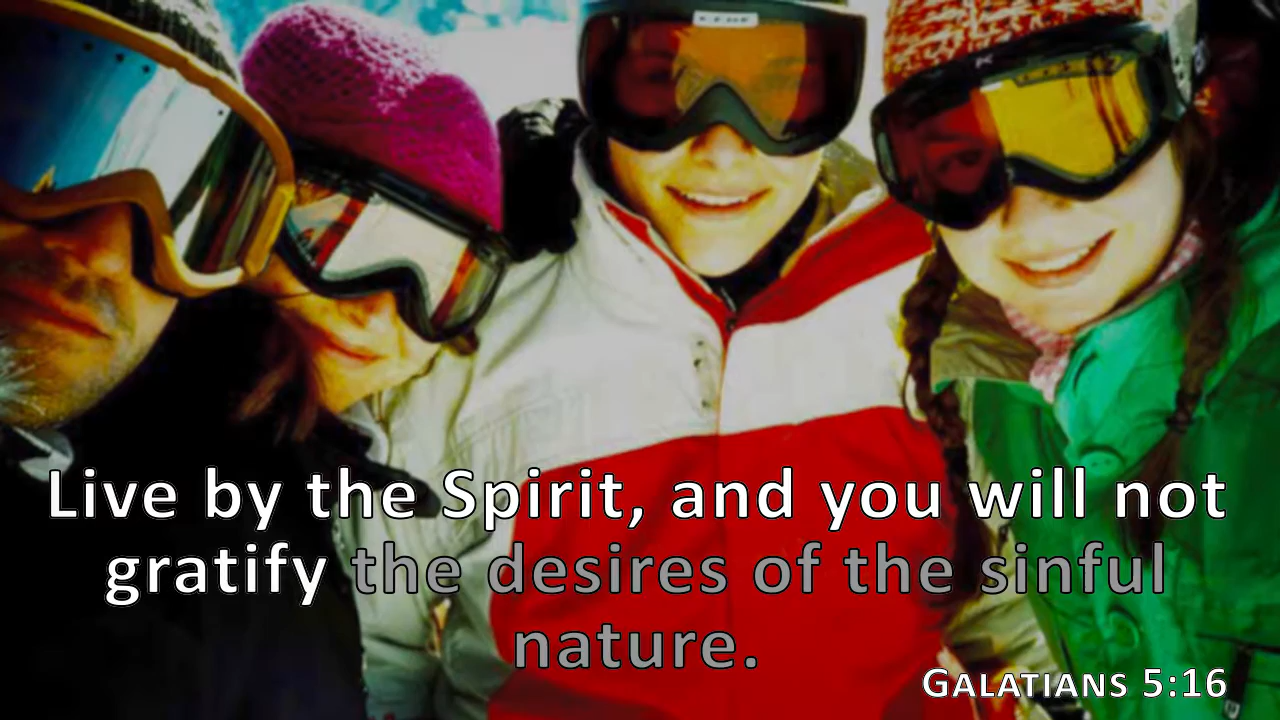 Live by the Spirit, and you will not
gratify the desires of the sinful
nature.
Galatians 5:16